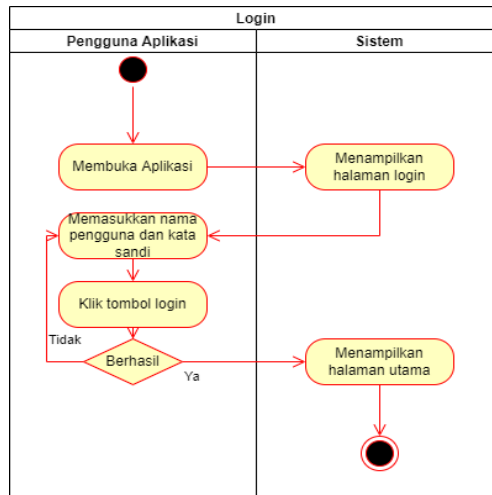 Login
Pengguna Aplikasi
Sistem
Membuka Aplikasi
Menampilkan
halaman login
Memasukkan nama
pengguna dan kata
sandi
Klik tombol login
Tidak
Berhasil
Ya
Menampilkan
halaman utama